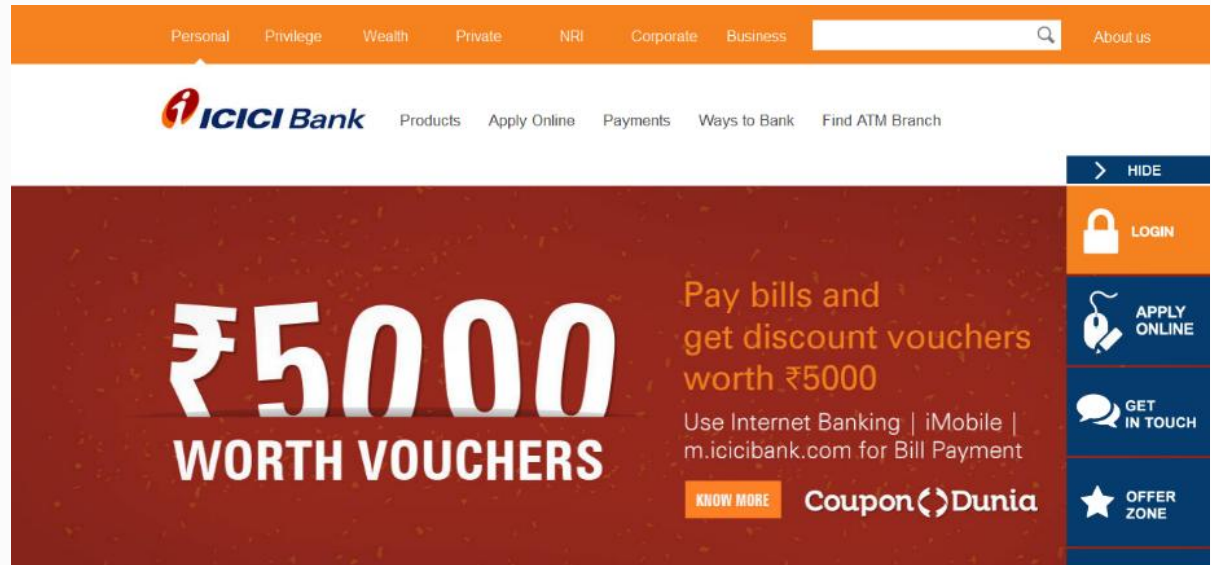 Personal Privilege Wealth Private NRI Corporate Business About us
ICICI Bank Products Apply Online Payments Ways to Bank Find ATM Branch
HIDE
LOGIN
APPLY
ONLINE
GET
IN TOUCH
OFFER
ZONE
₹5000
WORTH VOUCHERS
Pay bills and
get discount vouchers
worth ₹5000
Use Internet Banking | iMobile |
m.icicibank.com for Bill Payment
KNOW MORE CouponDunia